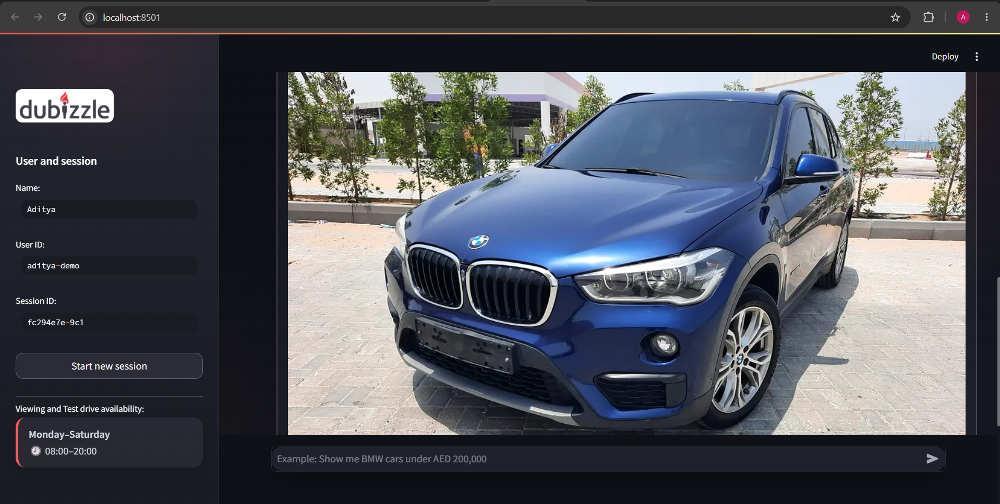 localhost:8501
A
Deploy
dubizzle
User and session
Name:
Aditya
User ID:
aditya-demo
Session ID:
fc294e7e-9c1
Start new session
Viewing and Test drive availability:
Monday–Saturday
08:00–20:00
Example: Show me BMW cars under AED 200,000